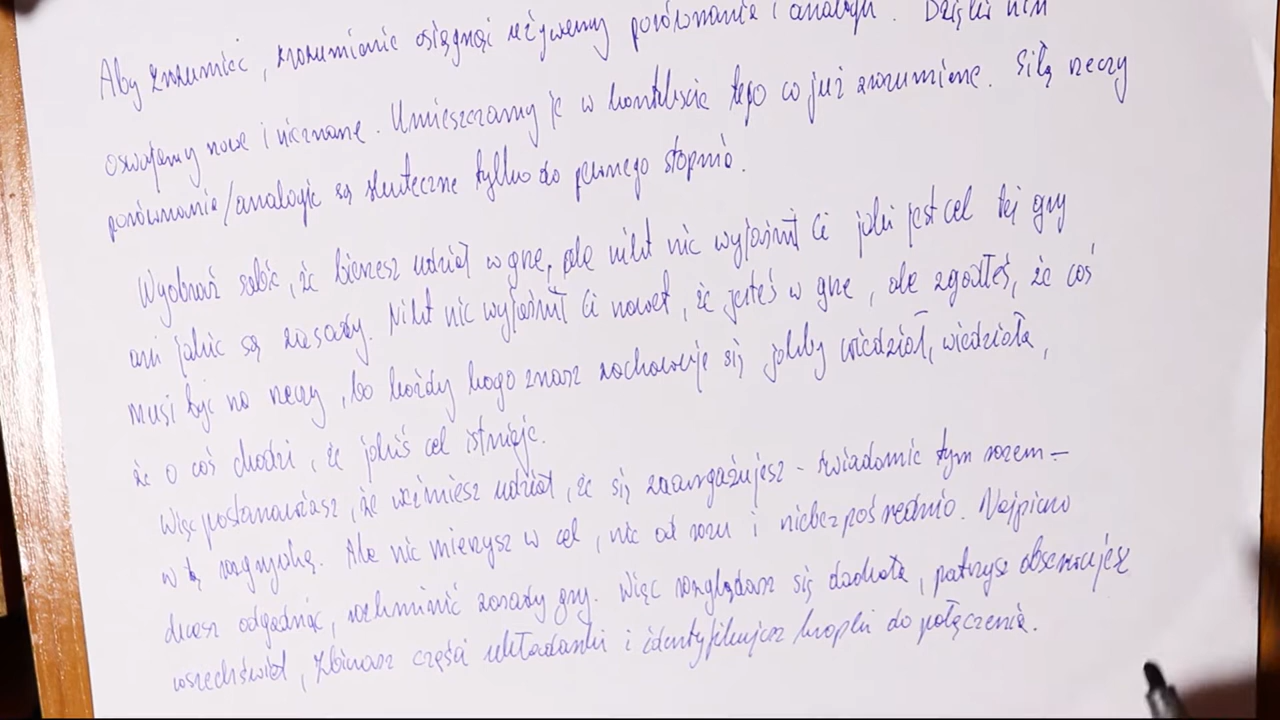 Aby zrozumieć, zrozumienie osiągnąć używamy porównania i analogii. Dzięki nim
oswajamy nowe i nieznane. Umieszczamy je w kontekście tego co już zrozumiane. Siłą rzeczy
porównania/analogie są skuteczne tylko do pewnego stopnia.
Wyobraź sobie, że bierzesz udział w grze, ale nikt nie wyjaśnił Ci jaki jest cel tej gry
ani jakie są zasady. Nikt nie wyjaśnił Ci nawet, że jesteś w grze, ale zgadłeś, że coś
musi być na rzeczy, bo każdy kogo znasz zachowuje się jakby wiedział, wiedziała,
że o coś chodzi, że jakiś cel istnieje.
Więc postanawiasz, że weźmiesz udział, że się zaangażujesz - świadomie tym razem -
w tę rozgrywkę. Ale nie mierzysz w cel, nie od razu i niebezpośrednio. Najpierw
chcesz odgadnąć, rozkminić zasady gry. Więc rozglądasz się dookoła, patrzysz obserwujesz
wszechświat, zbierasz części układanki i identyfikujesz kropki do połączenia.